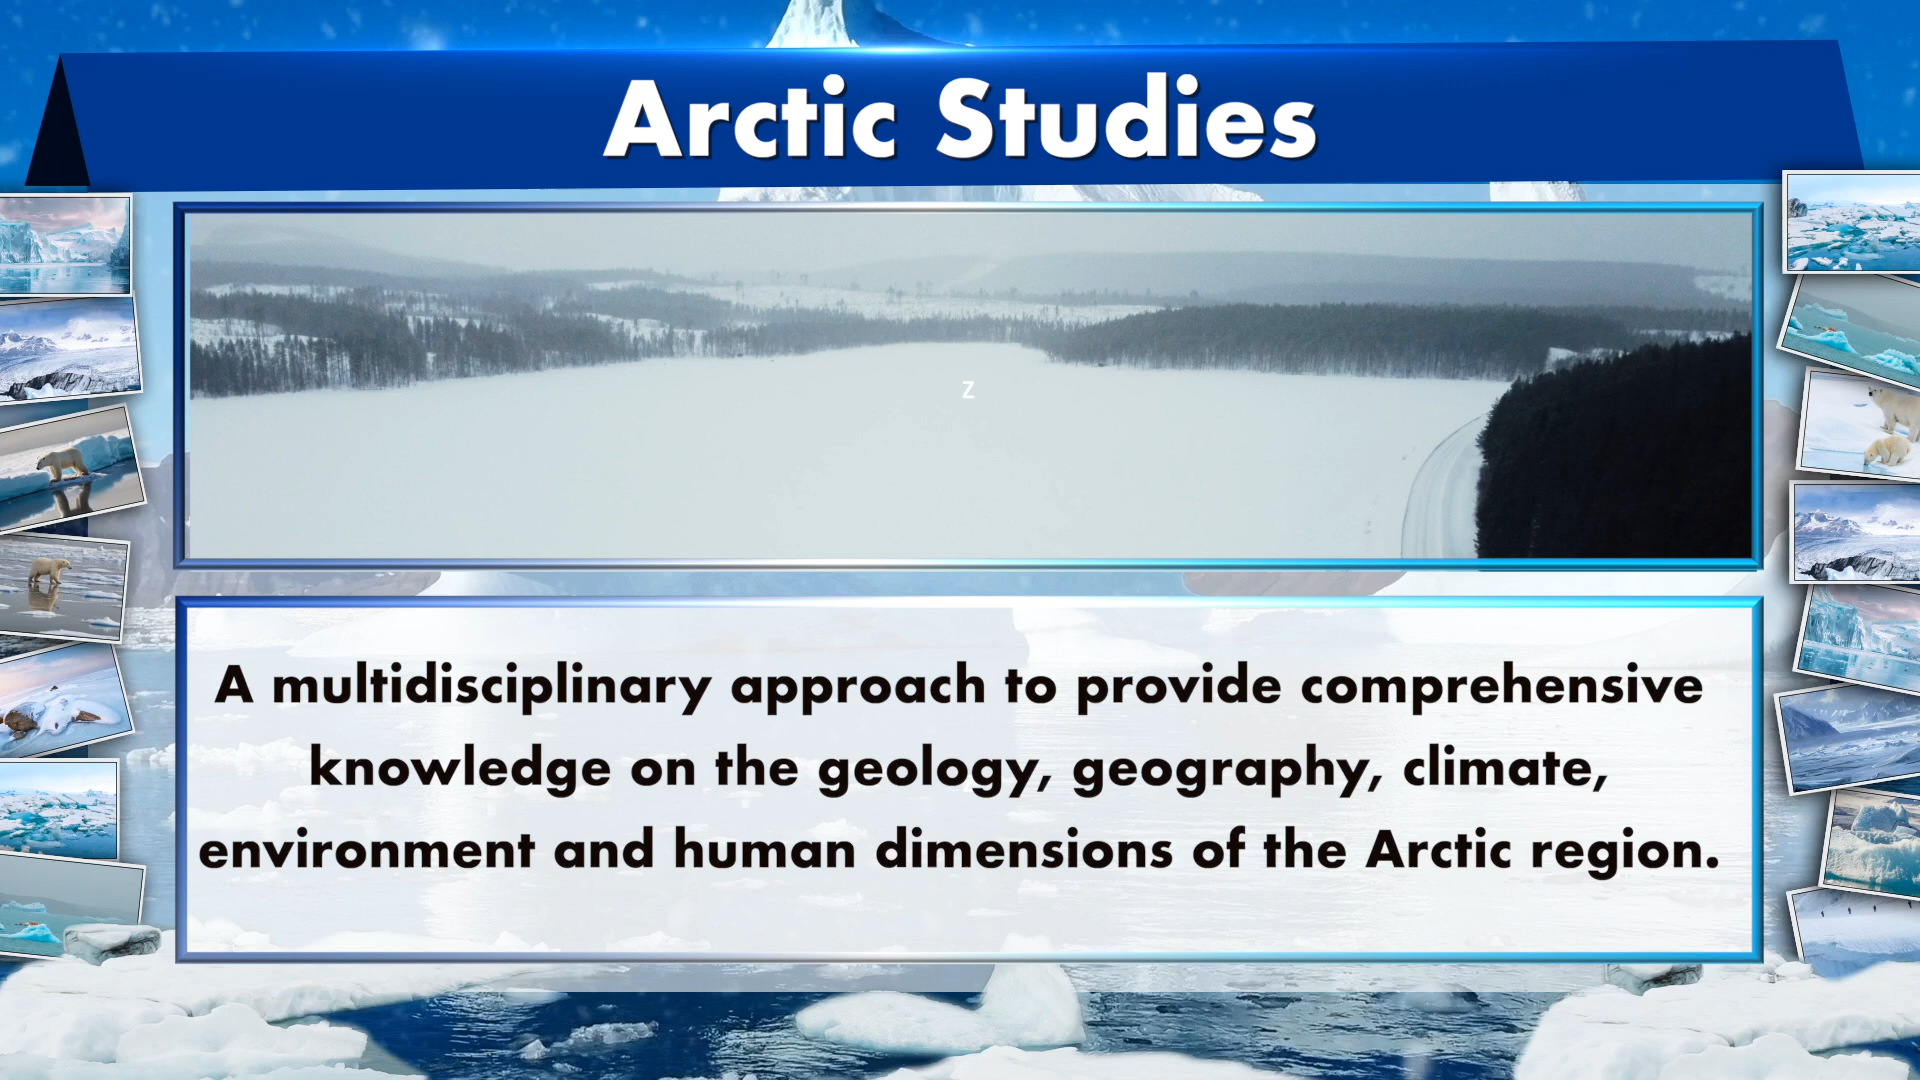 Arctic Studies
Z
A multidisciplinary approach to provide comprehensive
knowledge on the geology, geography, climate,
environment and human dimensions of the Arctic region.